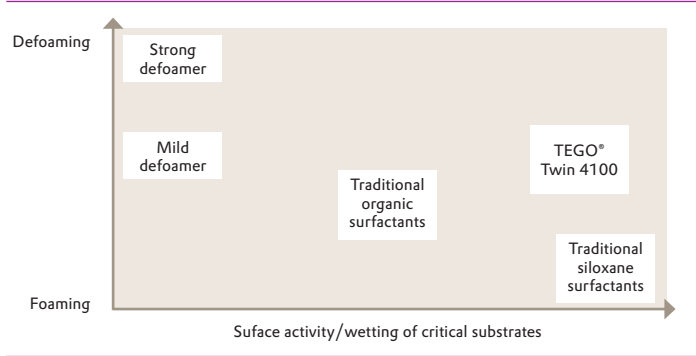 Defoaming
Strong
defoamer
Mild
defoamer
TEGO®
Twin 4100
Traditional
organic
surfactants
Traditional
siloxane
surfactants
Foaming
Suface activity/wetting of critical substrates